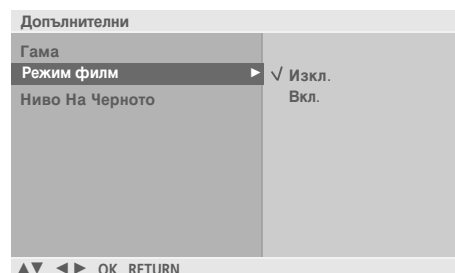 Допълнителни
Гама
Режим филм ► √ Изкл.
Вкл.
Ниво На Черното
▲▼ ◄► OK RETURN